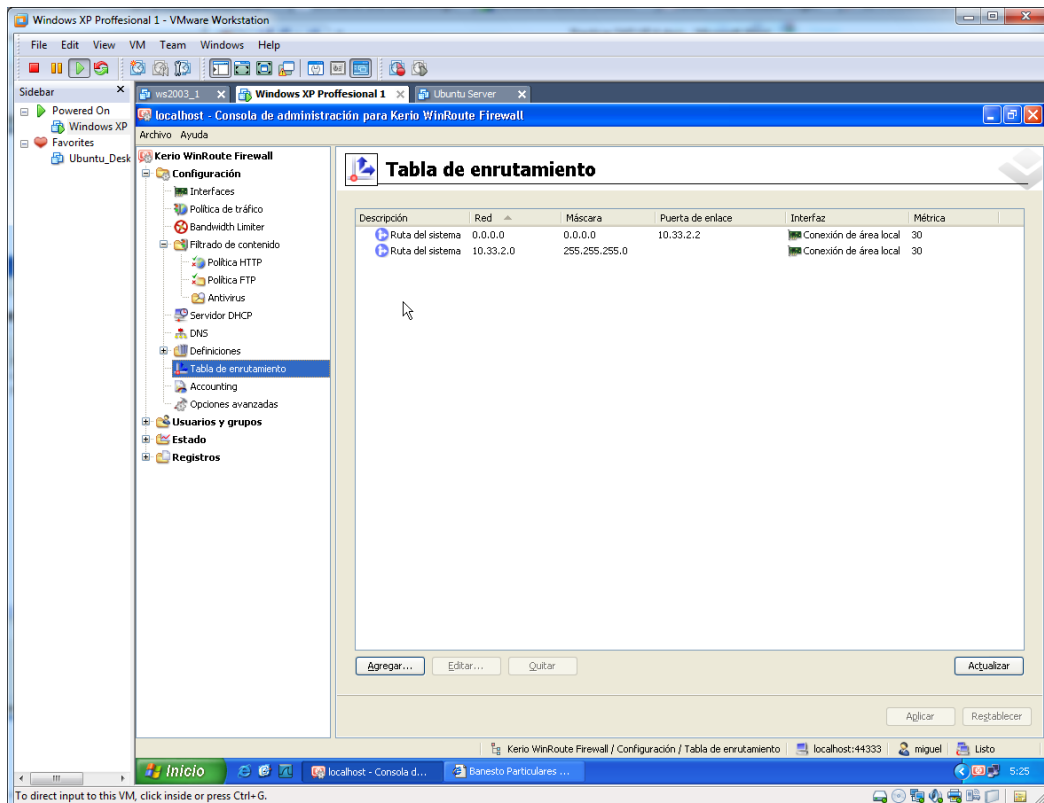 Windows XP Proffesional 1 - VMware Workstation
File Edit View VM Team Windows Help
Sidebar x
ws2003_1 x Windows XP Proffesional 1 x Ubuntu Server x
Powered On
Windows XP
Favorites
Ubuntu_Desk
localhost - Consola de administración para Kerio WinRoute Firewall
Archivo Ayuda
Kerio WinRoute Firewall
Configuración
Interfaces
Política de tráfico
Bandwidth Limiter
Filtrado de contenido
Política HTTP
Política FTP
Antivirus
Servidor DHCP
DNS
Definiciones
Tabla de enrutamiento
Accounting
Opciones avanzadas
Usuarios y grupos
Estado
Registros
Tabla de enrutamiento
Descripción Red Máscara Puerta de enlace Interfaz Métrica
Ruta del sistema 0.0.0.0 0.0.0.0 10.33.2.2 Conexión de área local 30
Ruta del sistema 10.33.2.0 255.255.255.0 Conexión de área local 30
Agregar... Editar... Quitar Actualizar
Aplicar Restablecer
Kerio WinRoute Firewall / Configuración / Tabla de enrutamiento localhost:44333 miguel Listo
Inicio localhost - Consola d... Banesto Particulares ... 5:25
To direct input to this VM, click inside or press Ctrl+G.